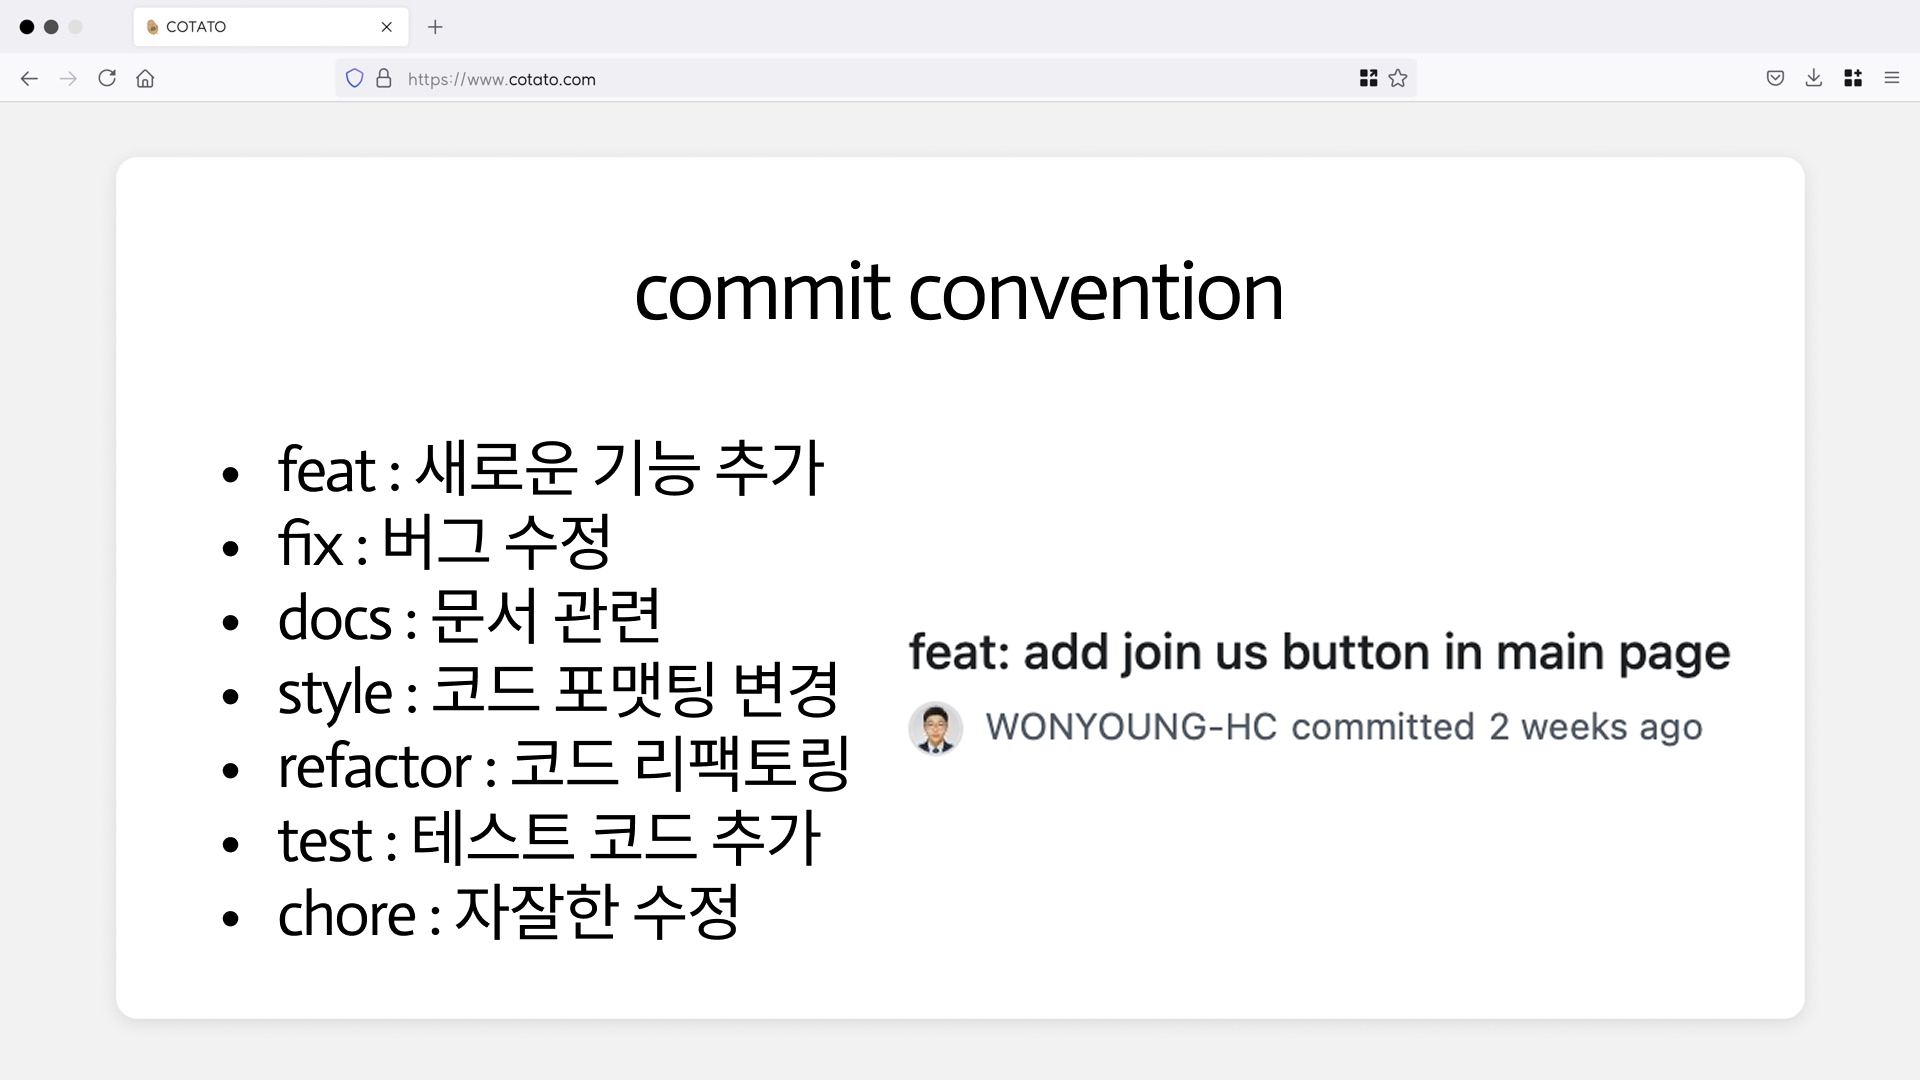 COTATO
https://www.cotato.com
commit convention
• feat : 새로운 기능 추가
• fix : 버그 수정
• docs : 문서 관련
• style : 코드 포맷팅 변경
• refactor : 코드 리팩토링
• test : 테스트 코드 추가
• chore : 자잘한 수정
feat: add join us button in main page
WONYOUNG-HC committed 2 weeks ago